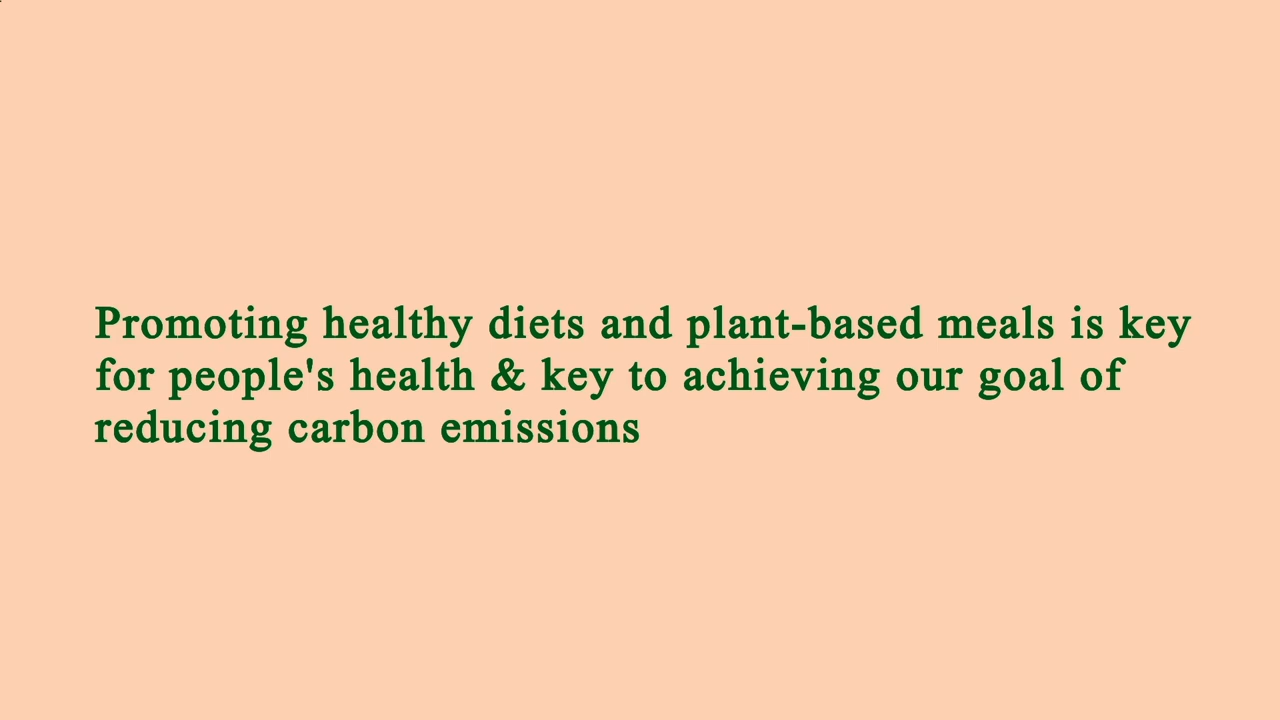 Promoting healthy diets and plant-based meals is key
for people's health & key to achieving our goal of
reducing carbon emissions